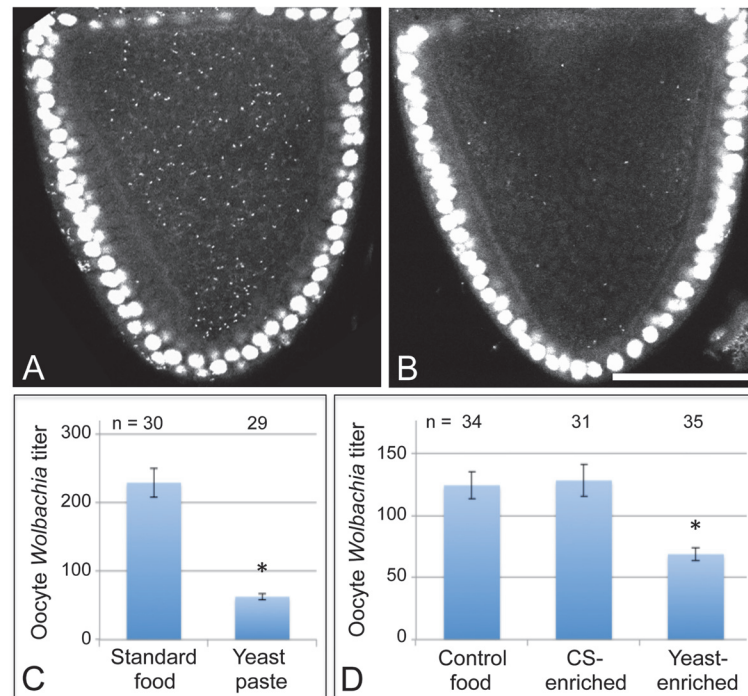 A
B
Oocyte Wolbachia titer
300
200
100
0
n = 30
29
*
Standard
food
Yeast
paste
C
Oocyte Wolbachia titer
150
100
50
0
n = 34
31
35
*
Control
food
CS-
enriched
Yeast-
enriched
D